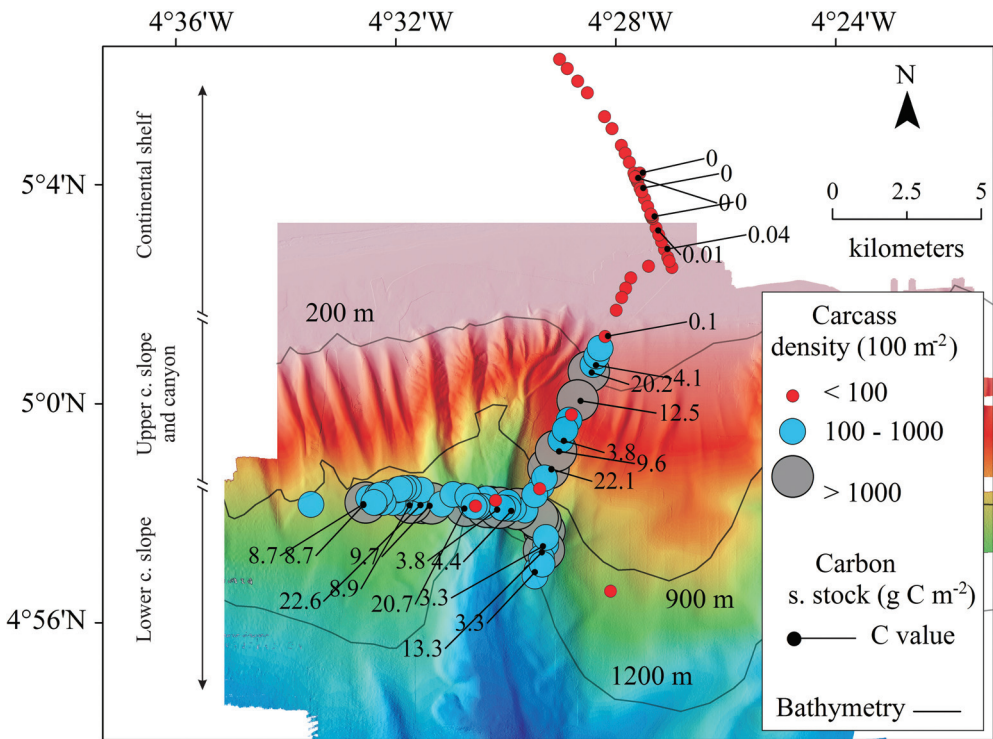 4°36'W 4°32'W 4°28'W 4°24'W
N
5°4'N
5°0'N
4°56'N
Continental shelf
Upper c. slope
and canyon
Lower c. slope
0
0
0 0
0.04
0.01
0 2.5 5
kilometers
200 m
0.1
4.1
20.2
12.5
3.8
9.6
22.1
8.7 8.7
9.7
3.8 4.4
22.6
8.9
20.7
3.3
3.3
13.3
900 m
1200 m
Carcass
density (100 m-2)
< 100
100 - 1000
> 1000
Carbon
s. stock (g C m-2)
C value
Bathymetry